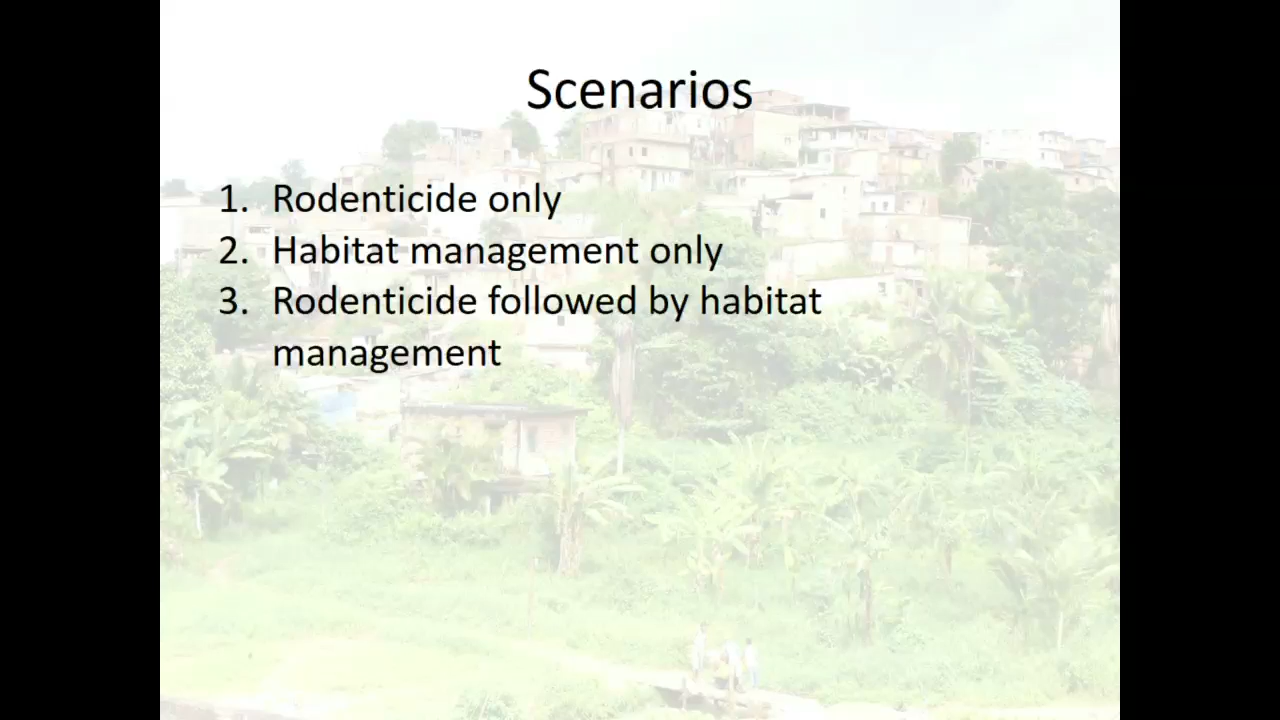 Scenarios
1. Rodenticide only
2. Habitat management only
3. Rodenticide followed by habitat
management